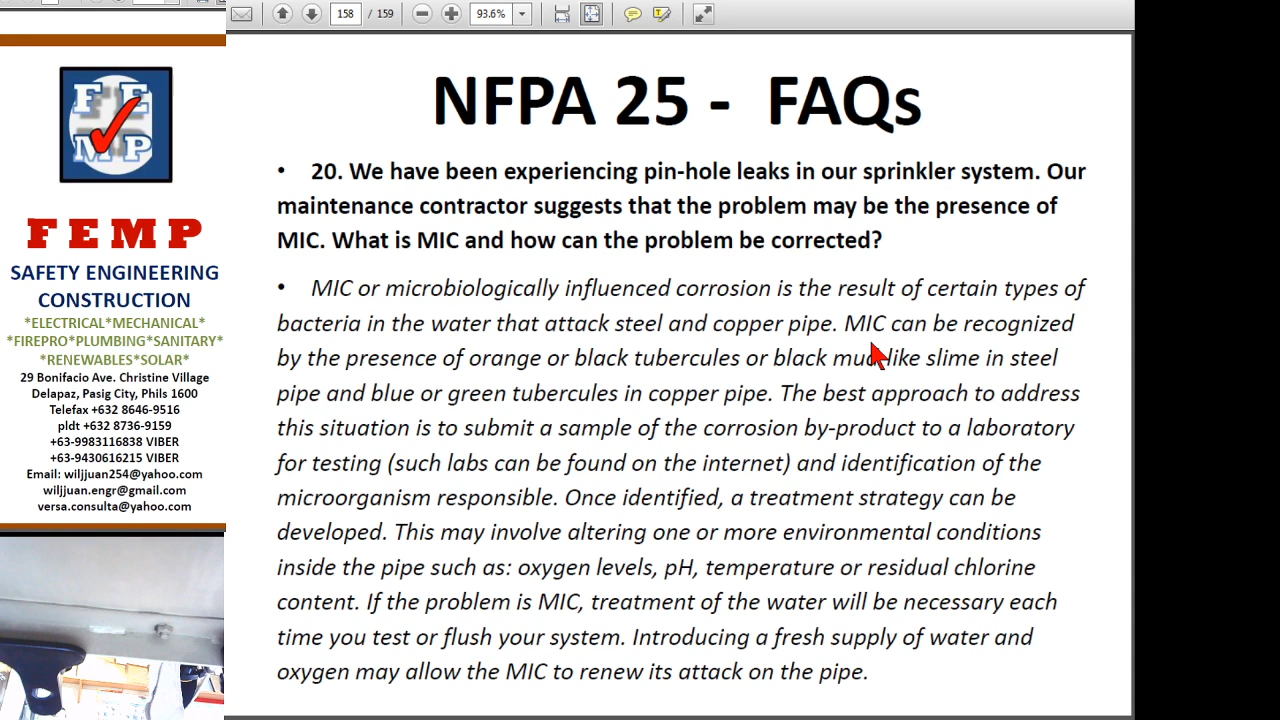 158 / 159
93.6%
F E
M P
F E M P
SAFETY ENGINEERING
CONSTRUCTION
*ELECTRICAL*MECHANICAL*
*FIREPRO*PLUMBING*SANITARY*
*RENEWABLES*SOLAR*
29 Bonifacio Ave. Christine Village
Delapaz, Pasig City, Phils 1600
Telefax +632 8646-9516
pldt +632 8736-9159
+63-9983116838 VIBER
+63-9430616215 VIBER
Email: wiljjuan254@yahoo.com
wiljjuan.engr@gmail.com
versa.consulta@yahoo.com
NFPA 25 - FAQs
• 20. We have been experiencing pin-hole leaks in our sprinkler system. Our
maintenance contractor suggests that the problem may be the presence of
MIC. What is MIC and how can the problem be corrected?
• MIC or microbiologically influenced corrosion is the result of certain types of
bacteria in the water that attack steel and copper pipe. MIC can be recognized
by the presence of orange or black tubercules or black mud-like slime in steel
pipe and blue or green tubercules in copper pipe. The best approach to address
this situation is to submit a sample of the corrosion by-product to a laboratory
for testing (such labs can be found on the internet) and identification of the
microorganism responsible. Once identified, a treatment strategy can be
developed. This may involve altering one or more environmental conditions
inside the pipe such as: oxygen levels, pH, temperature or residual chlorine
content. If the problem is MIC, treatment of the water will be necessary each
time you test or flush your system. Introducing a fresh supply of water and
oxygen may allow the MIC to renew its attack on the pipe.